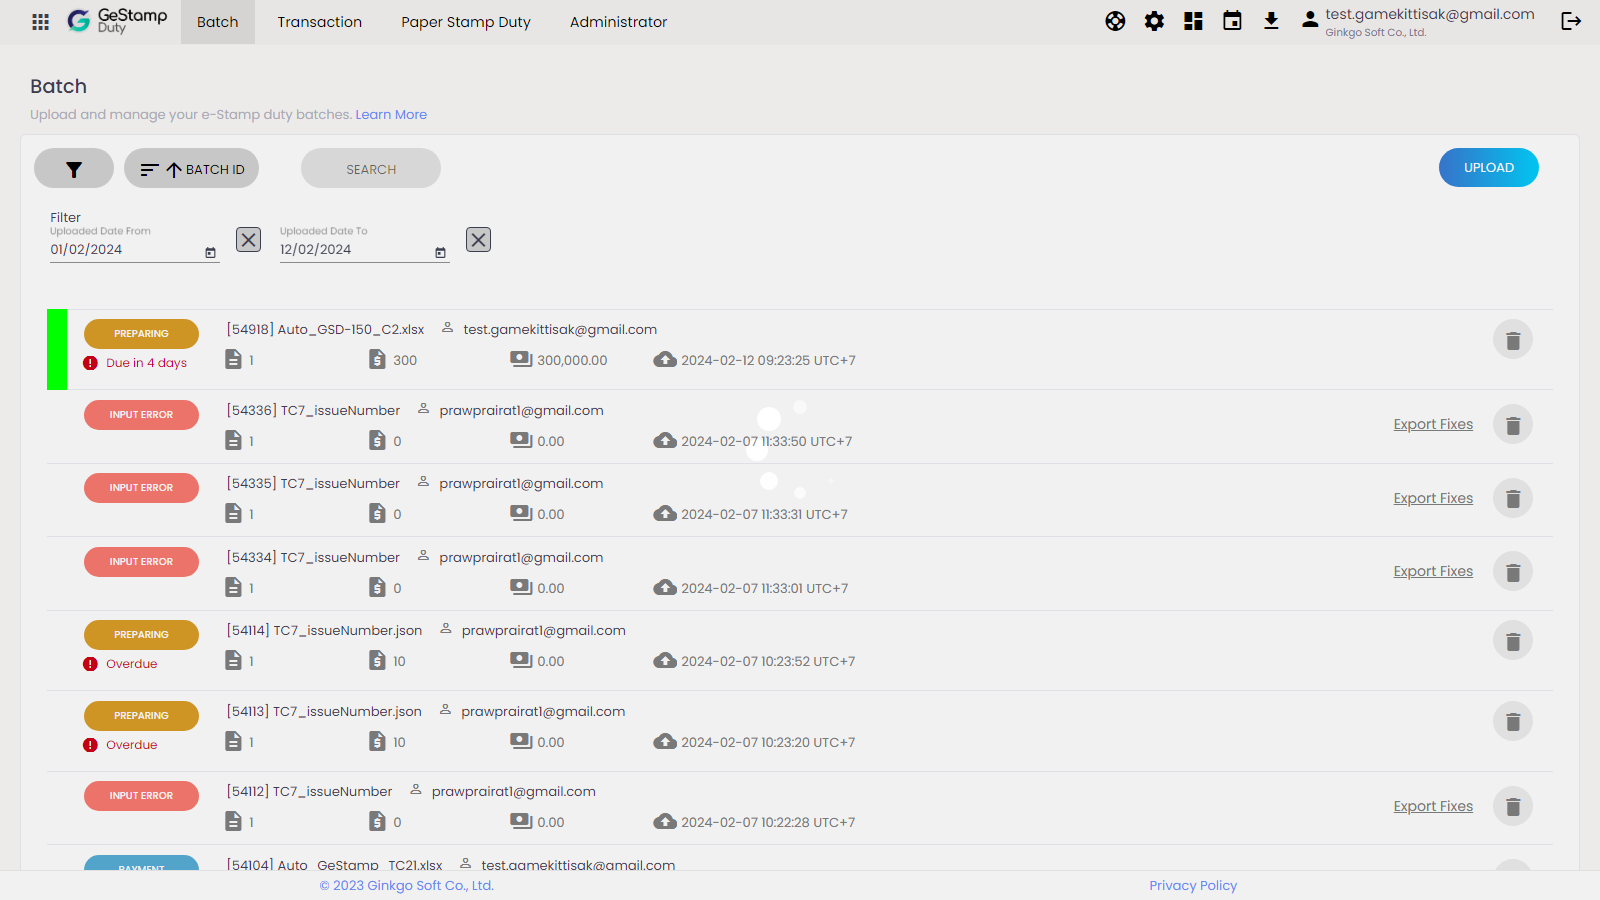 GeStamp
Duty
Batch
Transaction
Paper Stamp Duty
Administrator
test.gamekittisak@gmail.com
Ginkgo Soft Co., Ltd.
Batch
Upload and manage your e-Stamp duty batches. Learn More
BATCH ID
SEARCH
UPLOAD
Filter
Uploaded Date From
01/02/2024
Uploaded Date To
12/02/2024
PREPARING
[54918] Auto_GSD-150_C2.xlsx test.gamekittisak@gmail.com
Due in 4 days
1 300 300,000.00 2024-02-12 09:23:25 UTC+7
INPUT ERROR
[54336] TC7_issueNumber prawprairat1@gmail.com
1 0 0.00 2024-02-07 11:33:50 UTC+7
Export Fixes
INPUT ERROR
[54335] TC7_issueNumber prawprairat1@gmail.com
1 0 0.00 2024-02-07 11:33:31 UTC+7
Export Fixes
INPUT ERROR
[54334] TC7_issueNumber prawprairat1@gmail.com
1 0 0.00 2024-02-07 11:33:01 UTC+7
Export Fixes
PREPARING
[54114] TC7_issueNumber.json prawprairat1@gmail.com
Overdue
1 10 0.00 2024-02-07 10:23:52 UTC+7
PREPARING
[54113] TC7_issueNumber.json prawprairat1@gmail.com
Overdue
1 10 0.00 2024-02-07 10:23:20 UTC+7
INPUT ERROR
[54112] TC7_issueNumber prawprairat1@gmail.com
1 0 0.00 2024-02-07 10:22:28 UTC+7
Export Fixes
PAYMENT
[54104] Auto_GeStamp_TC21.xlsx test.gamekittisak@gmail.com
© 2023 Ginkgo Soft Co., Ltd.
Privacy Policy